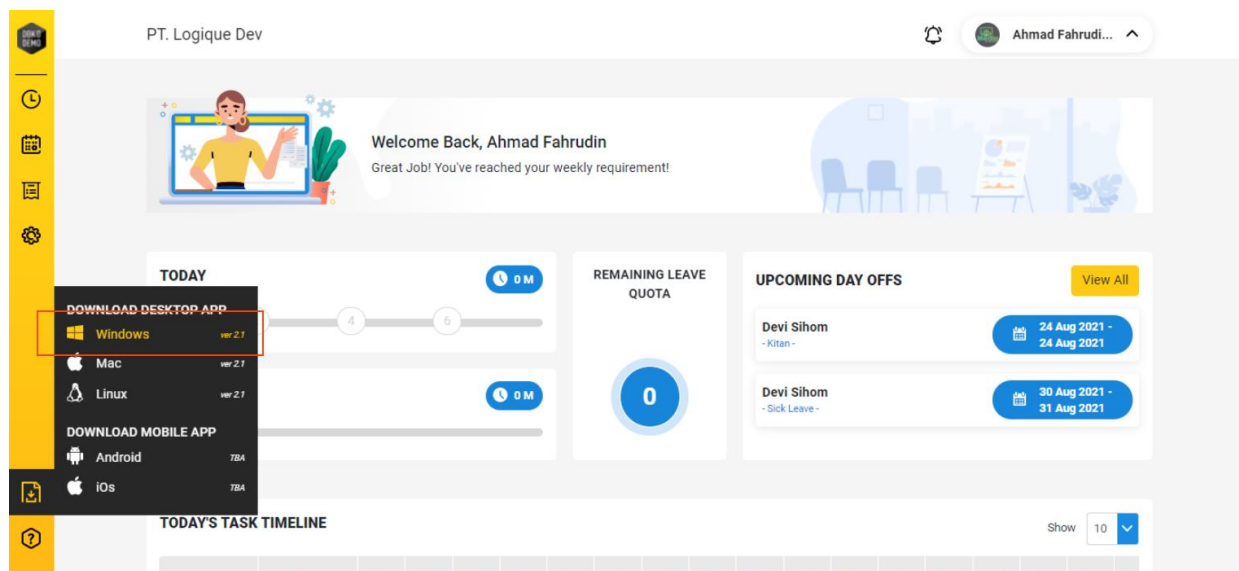 DOKO
DEMO
PT. Logique Dev
Ahmad Fahrudi...
Welcome Back, Ahmad Fahrudin
Great Job! You've reached your weekly requirement!
TODAY
0 M
4
6
0 M
REMAINING LEAVE
QUOTA
0
UPCOMING DAY OFFS
View All
Devi Sihom
- Kitan -
24 Aug 2021 -
24 Aug 2021
Devi Sihom
- Sick Leave -
30 Aug 2021 -
31 Aug 2021
DOWNLOAD DESKTOP APP
Windows ver 2.1
Mac ver 2.1
Linux ver 2.1
DOWNLOAD MOBILE APP
Android TBA
iOs TBA
TODAY'S TASK TIMELINE
Show 10